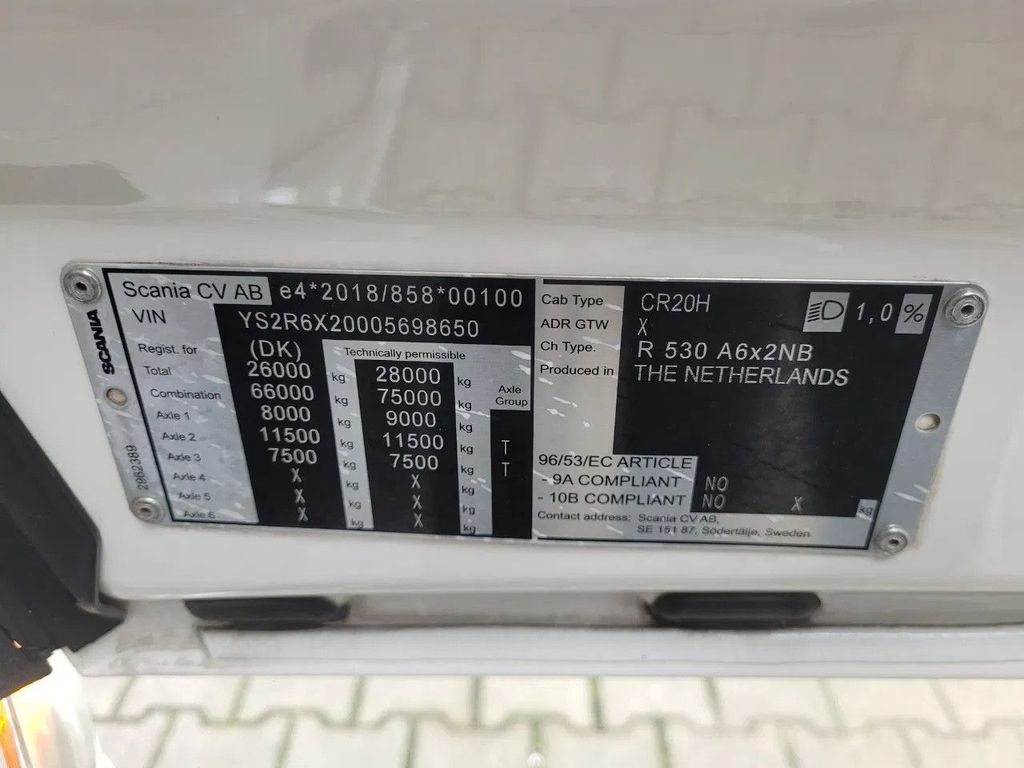 Scania CV AB e4*2018/858*00100
VIN YS2R6X20005698650
Regist. for (DK) Technically permissible
Total 26000 kg 28000 kg Axle Group
Combination 66000 kg 75000 kg
Axle 1 8000 kg 9000 kg
Axle 2 11500 kg 11500 kg T
Axle 3 7500 kg 7500 kg T
Axle 4 X kg X kg
Axle 5 X kg X kg
Axle 6 X kg X kg
SCANIA
2962389
Cab Type CR20H 1,0 %
ADR GTW X
Ch Type. R 530 A6x2NB
Produced in THE NETHERLANDS
96/53/EC ARTICLE
- 9A COMPLIANT NO
- 10B COMPLIANT NO X kg
Contact address: Scania CV AB,
SE 151 87, Södertälje, Sweden